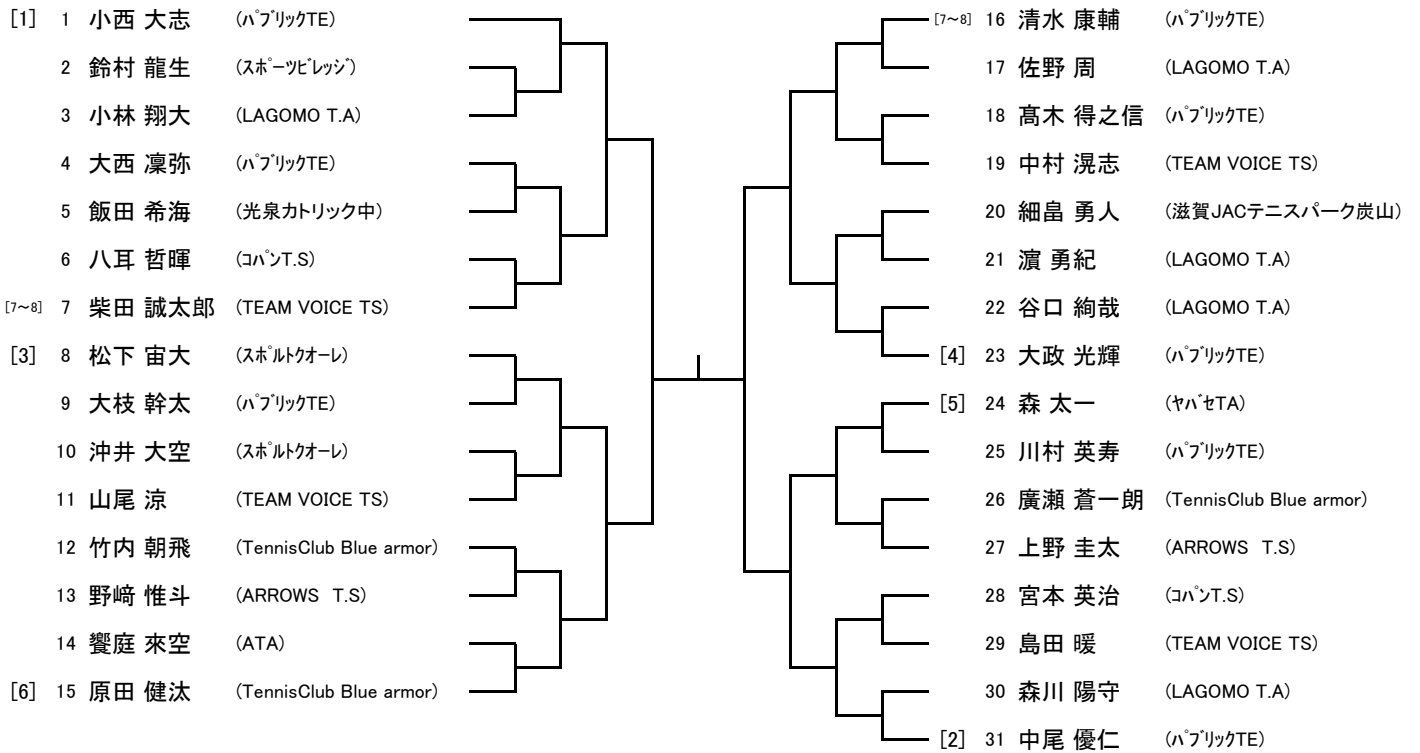 [1] 1 小西 大志 (ﾊﾟﾌﾞﾘｯｸTE)
2 鈴村 龍生 (ｽﾎﾟｰﾂﾋﾞﾚｯｼﾞ)
3 小林 翔大 (LAGOMO T.A)
4 大西 凜弥 (ﾊﾟﾌﾞﾘｯｸTE)
5 飯田 希海 (光泉カトリック中)
6 八耳 哲暉 (ｺﾊﾟﾝT.S)
[7~8] 7 柴田 誠太郎 (TEAM VOICE TS)
[3] 8 松下 宙大 (ｽﾎﾟﾙﾄｸｵｰﾚ)
9 大枝 幹太 (ﾊﾟﾌﾞﾘｯｸTE)
10 沖井 大空 (ｽﾎﾟﾙﾄｸｵｰﾚ)
11 山尾 涼 (TEAM VOICE TS)
12 竹内 朝飛 (TennisClub Blue armor)
13 野﨑 惟斗 (ARROWS T.S)
14 饗庭 來空 (ATA)
[6] 15 原田 健汰 (TennisClub Blue armor)
[7~8] 16 清水 康輔 (ﾊﾟﾌﾞﾘｯｸTE)
17 佐野 周 (LAGOMO T.A)
18 髙木 得之信 (ﾊﾟﾌﾞﾘｯｸTE)
19 中村 滉志 (TEAM VOICE TS)
20 細畠 勇人 (滋賀JACテニスパーク炭山)
21 濵 勇紀 (LAGOMO T.A)
22 谷口 絢哉 (LAGOMO T.A)
[4] 23 大政 光輝 (ﾊﾟﾌﾞﾘｯｸTE)
[5] 24 森 太一 (ﾔﾊﾞｾTA)
25 川村 英寿 (ﾊﾟﾌﾞﾘｯｸTE)
26 廣瀬 蒼一朗 (TennisClub Blue armor)
27 上野 圭太 (ARROWS T.S)
28 宮本 英治 (ｺﾊﾟﾝT.S)
29 島田 暖 (TEAM VOICE TS)
30 森川 陽守 (LAGOMO T.A)
[2] 31 中尾 優仁 (ﾊﾟﾌﾞﾘｯｸTE)